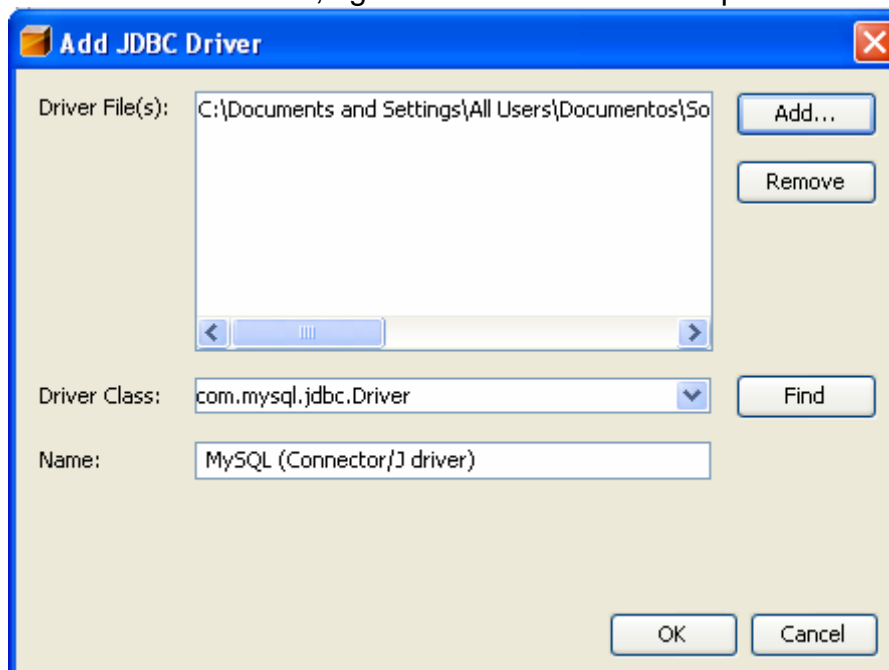 Add JDBC Driver
Driver File(s):
C:\Documents and Settings\All Users\Documentos\So
Add...
Remove
Driver Class:
com.mysql.jdbc.Driver
Find
Name:
MySQL (Connector/J driver)
OK
Cancel